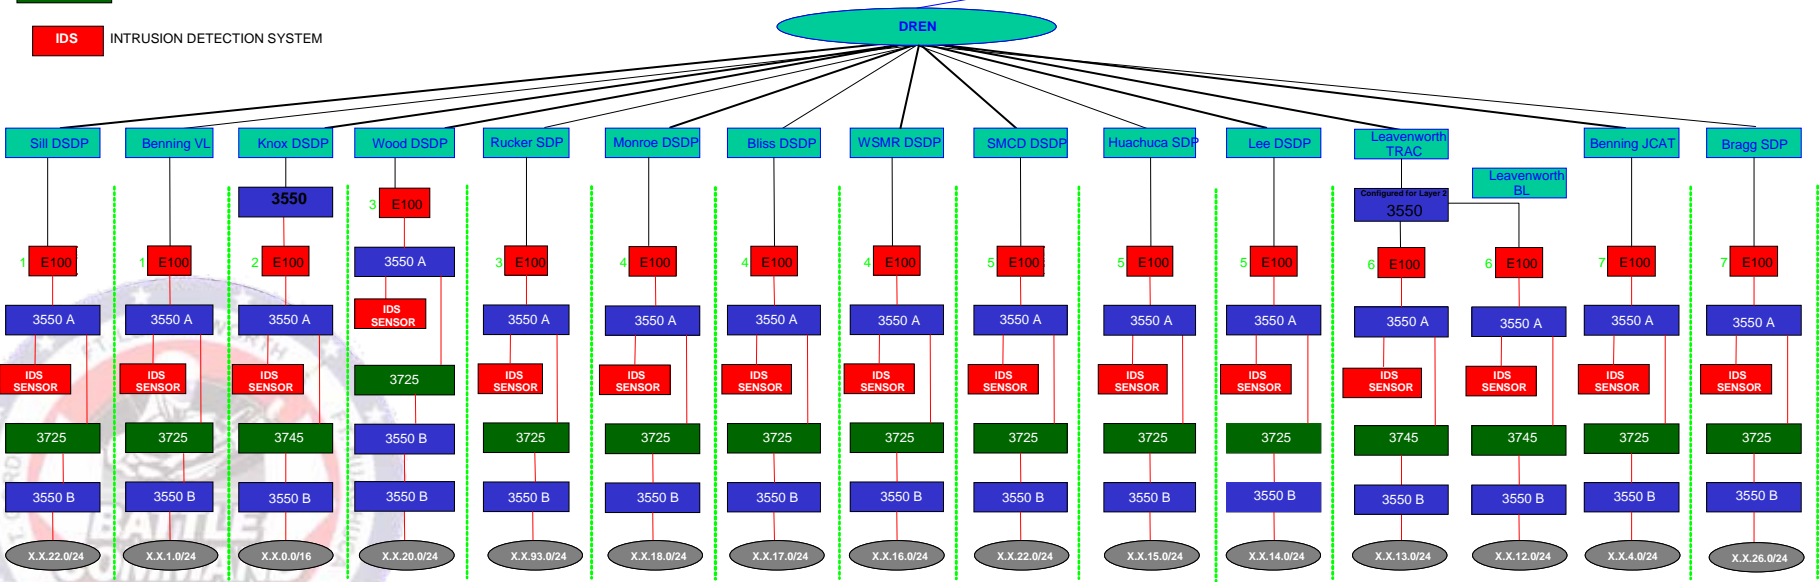 DREN
IDS INTRUSION DETECTION SYSTEM
Sill DSDP Benning VL Knox DSDP Wood DSDP Rucker SDP Monroe DSDP Bliss DSDP WSMR DSDP SMCD DSDP Huachuca SDP Lee DSDP Leavenworth TRAC Benning JCAT Bragg SDP
Leavenworth
BL
3550
3 E100
Configured for Layer 2
3550
1 E100 1 E100 2 E100 3550 A 3 E100 4 E100 4 E100 4 E100 5 E100 5 E100 5 E100 6 E100 6 E100 7 E100 7 E100
3550 A 3550 A 3550 A IDS SENSOR 3550 A 3550 A 3550 A 3550 A 3550 A 3550 A 3550 A 3550 A 3550 A 3550 A 3550 A
IDS SENSOR IDS SENSOR IDS SENSOR 3725 IDS SENSOR IDS SENSOR IDS SENSOR IDS SENSOR IDS SENSOR IDS SENSOR IDS SENSOR IDS SENSOR IDS SENSOR IDS SENSOR IDS SENSOR
3725 3725 3745 3550 B 3725 3725 3725 3725 3725 3725 3725 3745 3745 3725 3725
3550 B 3550 B 3550 B 3550 B 3550 B 3550 B 3550 B 3550 B 3550 B 3550 B 3550 B 3550 B 3550 B 3550 B 3550 B
X.X.22.0/24 X.X.1.0/24 X.X.0.0/16 X.X.20.0/24 X.X.93.0/24 X.X.18.0/24 X.X.17.0/24 X.X.16.0/24 X.X.22.0/24 X.X.15.0/24 X.X.14.0/24 X.X.13.0/24 X.X.12.0/24 X.X.4.0/24 X.X.26.0/24
BATTLE
COMMAND